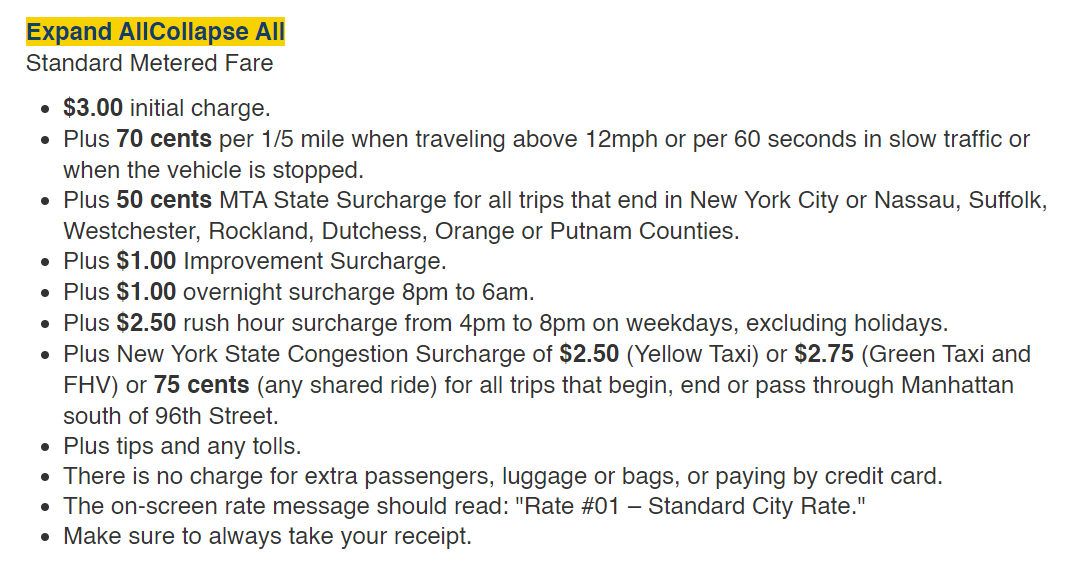 Expand AllCollapse All
Standard Metered Fare
• $3.00 initial charge.
• Plus 70 cents per 1/5 mile when traveling above 12mph or per 60 seconds in slow traffic or
when the vehicle is stopped.
• Plus 50 cents MTA State Surcharge for all trips that end in New York City or Nassau, Suffolk,
Westchester, Rockland, Dutchess, Orange or Putnam Counties.
• Plus $1.00 Improvement Surcharge.
• Plus $1.00 overnight surcharge 8pm to 6am.
• Plus $2.50 rush hour surcharge from 4pm to 8pm on weekdays, excluding holidays.
• Plus New York State Congestion Surcharge of $2.50 (Yellow Taxi) or $2.75 (Green Taxi and
FHV) or 75 cents (any shared ride) for all trips that begin, end or pass through Manhattan
south of 96th Street.
• Plus tips and any tolls.
• There is no charge for extra passengers, luggage or bags, or paying by credit card.
• The on-screen rate message should read: "Rate #01 – Standard City Rate."
• Make sure to always take your receipt.